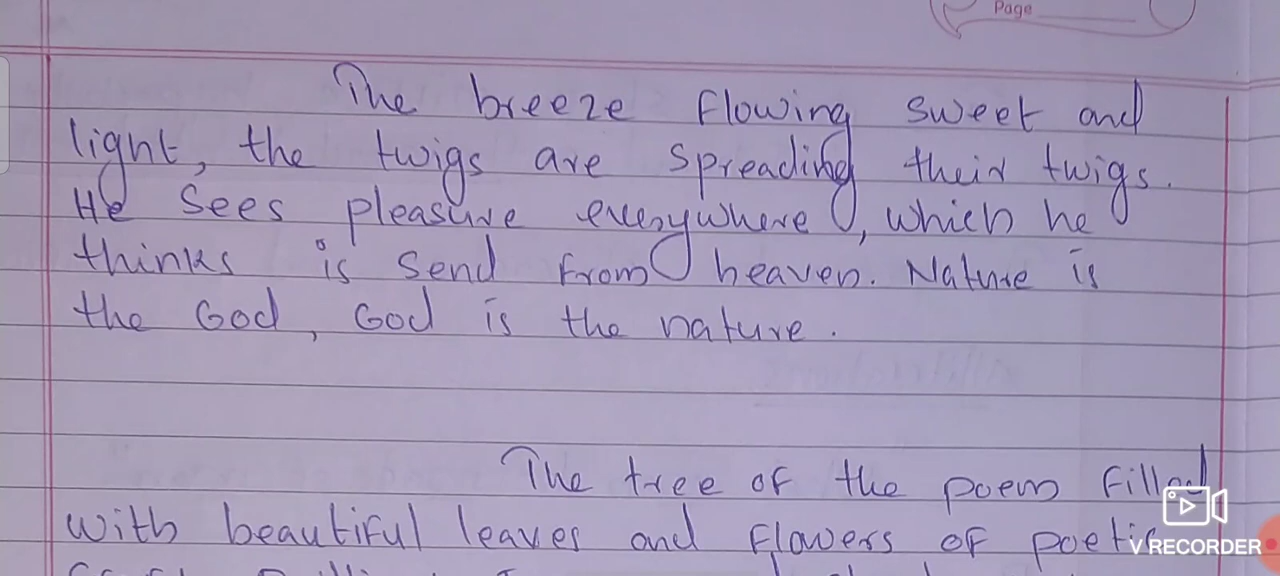 Page
The breeze flowing sweet and
light, the twigs are spreading their twigs.
He sees pleasure everywhere, which he
thinks is send from heaven. Nature is
the God, God is the nature.
The tree of the poem filled
with beautiful leaves and flowers of poetic
V RECORDER